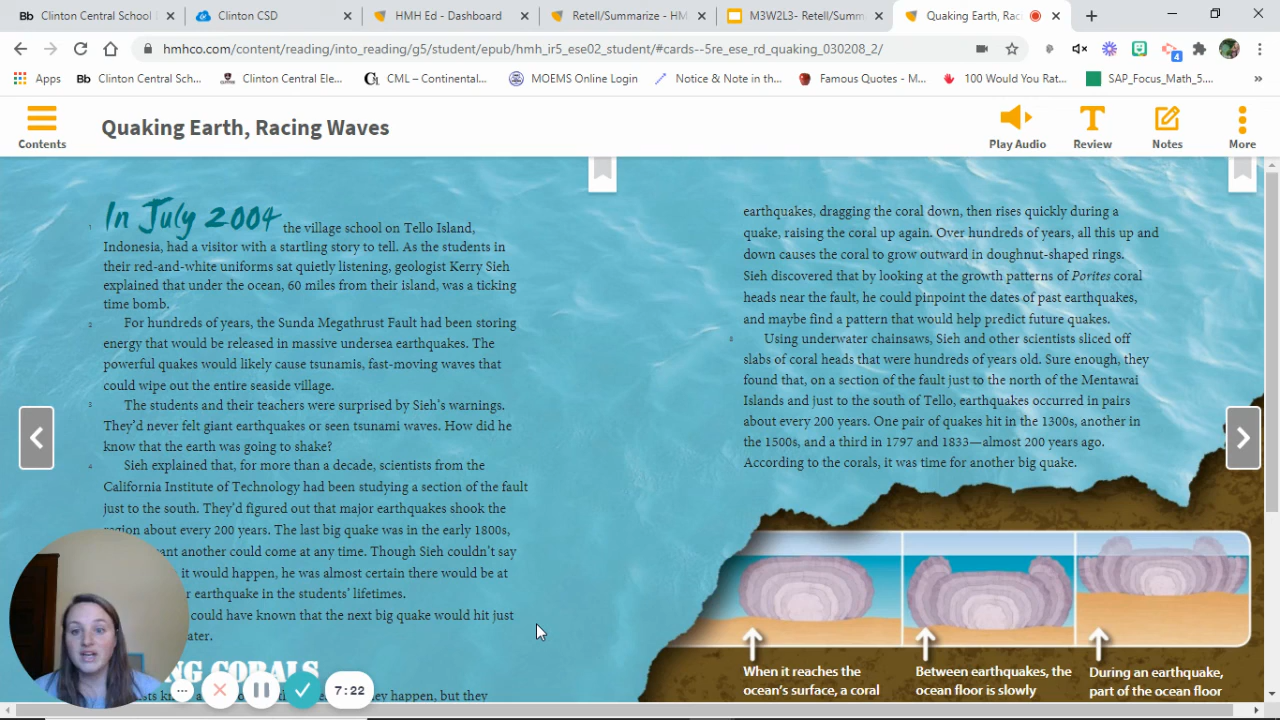 Clinton Central School
Clinton CSD
HMH Ed - Dashboard
Retell/Summarize - HM
M3W2L3- Retell/Summ
Quaking Earth, Rac
hmhco.com/content/reading/into_reading/g5/student/epub/hmh_ir5_ese02_student/#cards--5re_ese_rd_quaking_030208_2/
4
Apps
Clinton Central Sch...
Clinton Central Ele...
CML – Continental...
MOEMS Online Login
Notice & Note in th...
Famous Quotes - M...
100 Would You Rat...
SAP_Focus_Math_5....
Contents
Quaking Earth, Racing Waves
Play Audio
Review
Notes
More
In July 2004 the village school on Tello Island,
1
Indonesia, had a visitor with a startling story to tell. As the students in
their red-and-white uniforms sat quietly listening, geologist Kerry Sieh
explained that under the ocean, 60 miles from their island, was a ticking
time bomb.
2 For hundreds of years, the Sunda Megathrust Fault had been storing
energy that would be released in massive undersea earthquakes. The
powerful quakes would likely cause tsunamis, fast-moving waves that
could wipe out the entire seaside village.
3 The students and their teachers were surprised by Sieh's warnings.
They'd never felt giant earthquakes or seen tsunami waves. How did he
know that the earth was going to shake?
4 Sieh explained that, for more than a decade, scientists from the
California Institute of Technology had been studying a section of the fault
just to the south. They'd figured out that major earthquakes shook the
region about every 200 years. The last big quake was in the early 1800s,
another could come at any time. Though Sieh couldn't say
it would happen, he was almost certain there would be at
earthquake in the students' lifetimes.
could have known that the next big quake would hit just
CORALS
they happen, but they
7:22
earthquakes, dragging the coral down, then rises quickly during a
quake, raising the coral up again. Over hundreds of years, all this up and
down causes the coral to grow outward in doughnut-shaped rings.
Sieh discovered that by looking at the growth patterns of Porites coral
heads near the fault, he could pinpoint the dates of past earthquakes,
and maybe find a pattern that would help predict future quakes.
8 Using underwater chainsaws, Sieh and other scientists sliced off
slabs of coral heads that were hundreds of years old. Sure enough, they
found that, on a section of the fault just to the north of the Mentawai
Islands and just to the south of Tello, earthquakes occurred in pairs
about every 200 years. One pair of quakes hit in the 1300s, another in
the 1500s, and a third in 1797 and 1833—almost 200 years ago.
According to the corals, it was time for another big quake.
When it reaches the
ocean's surface, a coral
Between earthquakes, the
ocean floor is slowly
During an earthquake,
part of the ocean floor